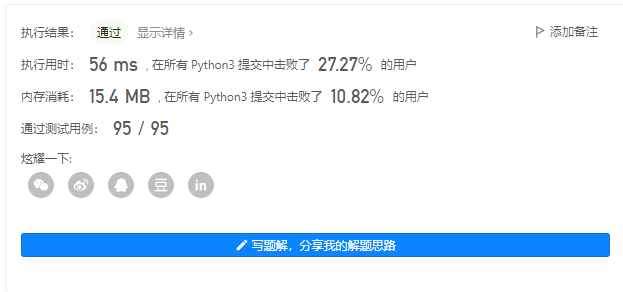 执行结果： 通过 显示详情 › 添加备注
执行用时： 56 ms , 在所有 Python3 提交中击败了 27.27% 的用户
内存消耗： 15.4 MB , 在所有 Python3 提交中击败了 10.82% 的用户
通过测试用例： 95 / 95
炫耀一下:
豆 in
写题解，分享我的解题思路